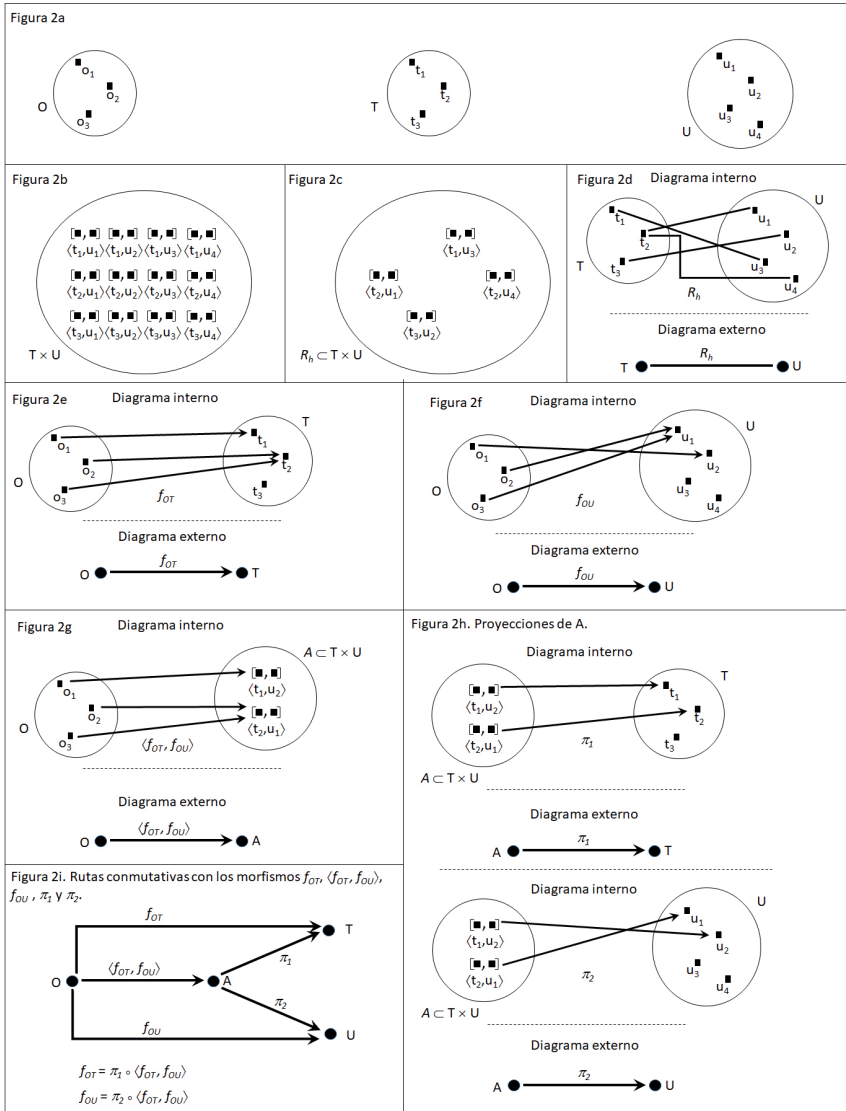 Figura 2a
O
o1
o2
o3
T
t1
t2
t3
U
u1
u2
u3
u4
Figura 2b
[■, ■] [■, ■] [■, ■] [■, ■]
⟨t1,u1⟩⟨t1,u2⟩⟨t1,u3⟩⟨t1,u4⟩
[■, ■] [■, ■] [■, ■] [■, ■]
⟨t2,u1⟩⟨t2,u2⟩⟨t2,u3⟩⟨t2,u4⟩
[■, ■] [■, ■] [■, ■] [■, ■]
⟨t3,u1⟩⟨t3,u2⟩⟨t3,u3⟩⟨t3,u4⟩
T × U
Figura 2c
[■, ■]
⟨t1,u3⟩
[■, ■] [■, ■]
⟨t2,u1⟩ ⟨t2,u4⟩
[■, ■]
⟨t3,u2⟩
Rh ⊂ T × U
Figura 2d
Diagrama interno
U
t1
u1
t2
u2
t3
u3
T
u4
Rh
Diagrama externo
T Rh U
Figura 2e
Diagrama interno
T
o1
t1
o2
t2
O
o3
t3
fOT
Diagrama externo
fOT
O T
Figura 2f
Diagrama interno
U
o1
u1
o2
u2
O
u3
o3
u4
fOU
Diagrama externo
fOU
O U
Figura 2g
Diagrama interno
A ⊂ T × U
o1
[■, ■]
⟨t1,u2⟩
o2
[■, ■]
O
o3
⟨t2,u1⟩
⟨fOT, fOU⟩
Diagrama externo
⟨fOT, fOU⟩
O A
Figura 2h. Proyecciones de A.
Diagrama interno
T
[■, ■]
⟨t1,u2⟩
t1
[■, ■]
⟨t2,u1⟩
t2
t3
π1
A ⊂ T × U
Diagrama externo
π1
A T
Diagrama interno
U
[■, ■]
⟨t1,u2⟩
u1
u2
[■, ■]
⟨t2,u1⟩
u3
u4
π2
A ⊂ T × U
Diagrama externo
π2
A U
Figura 2i. Rutas conmutativas con los morfismos fOT, ⟨fOT, fOU⟩,
fOU , π1 y π2.
fOT
T
π1
⟨fOT, fOU⟩
O A
π2
fOU
U
fOT = π1 ∘ ⟨fOT, fOU⟩
fOU = π2 ∘ ⟨fOT, fOU⟩